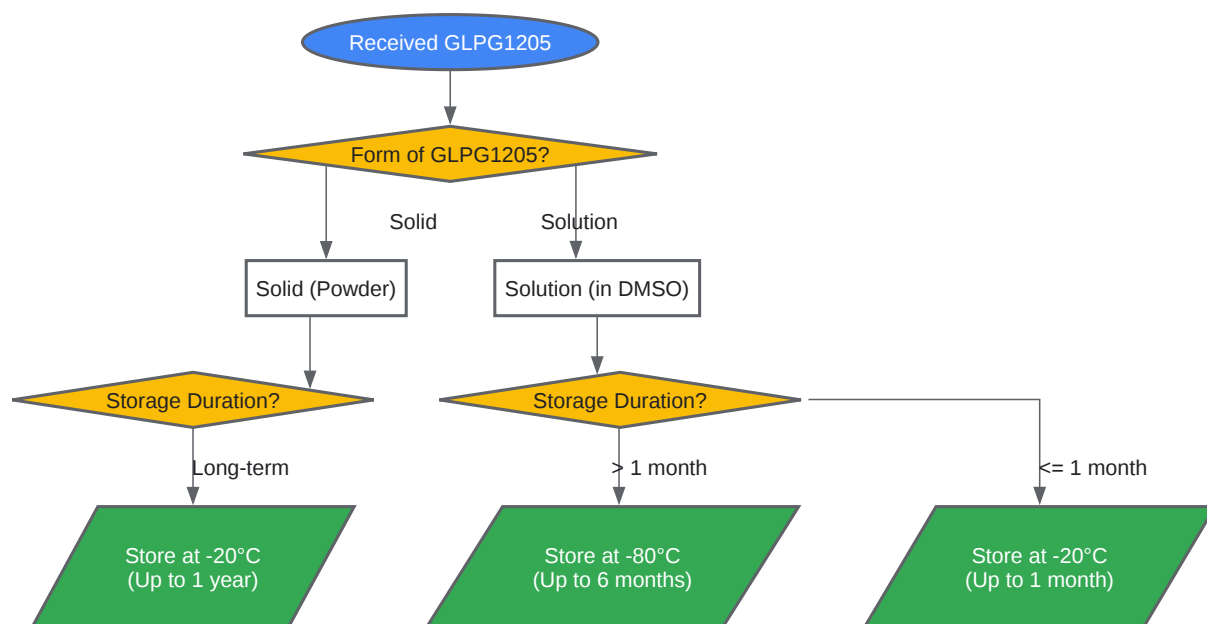 Received GLPG1205
Form of GLPG1205?
Solid
Solution
Solid (Powder)
Solution (in DMSO)
Storage Duration?
Storage Duration?
Long-term
> 1 month
<= 1 month
Store at -20°C
(Up to 1 year)
Store at -80°C
(Up to 6 months)
Store at -20°C
(Up to 1 month)